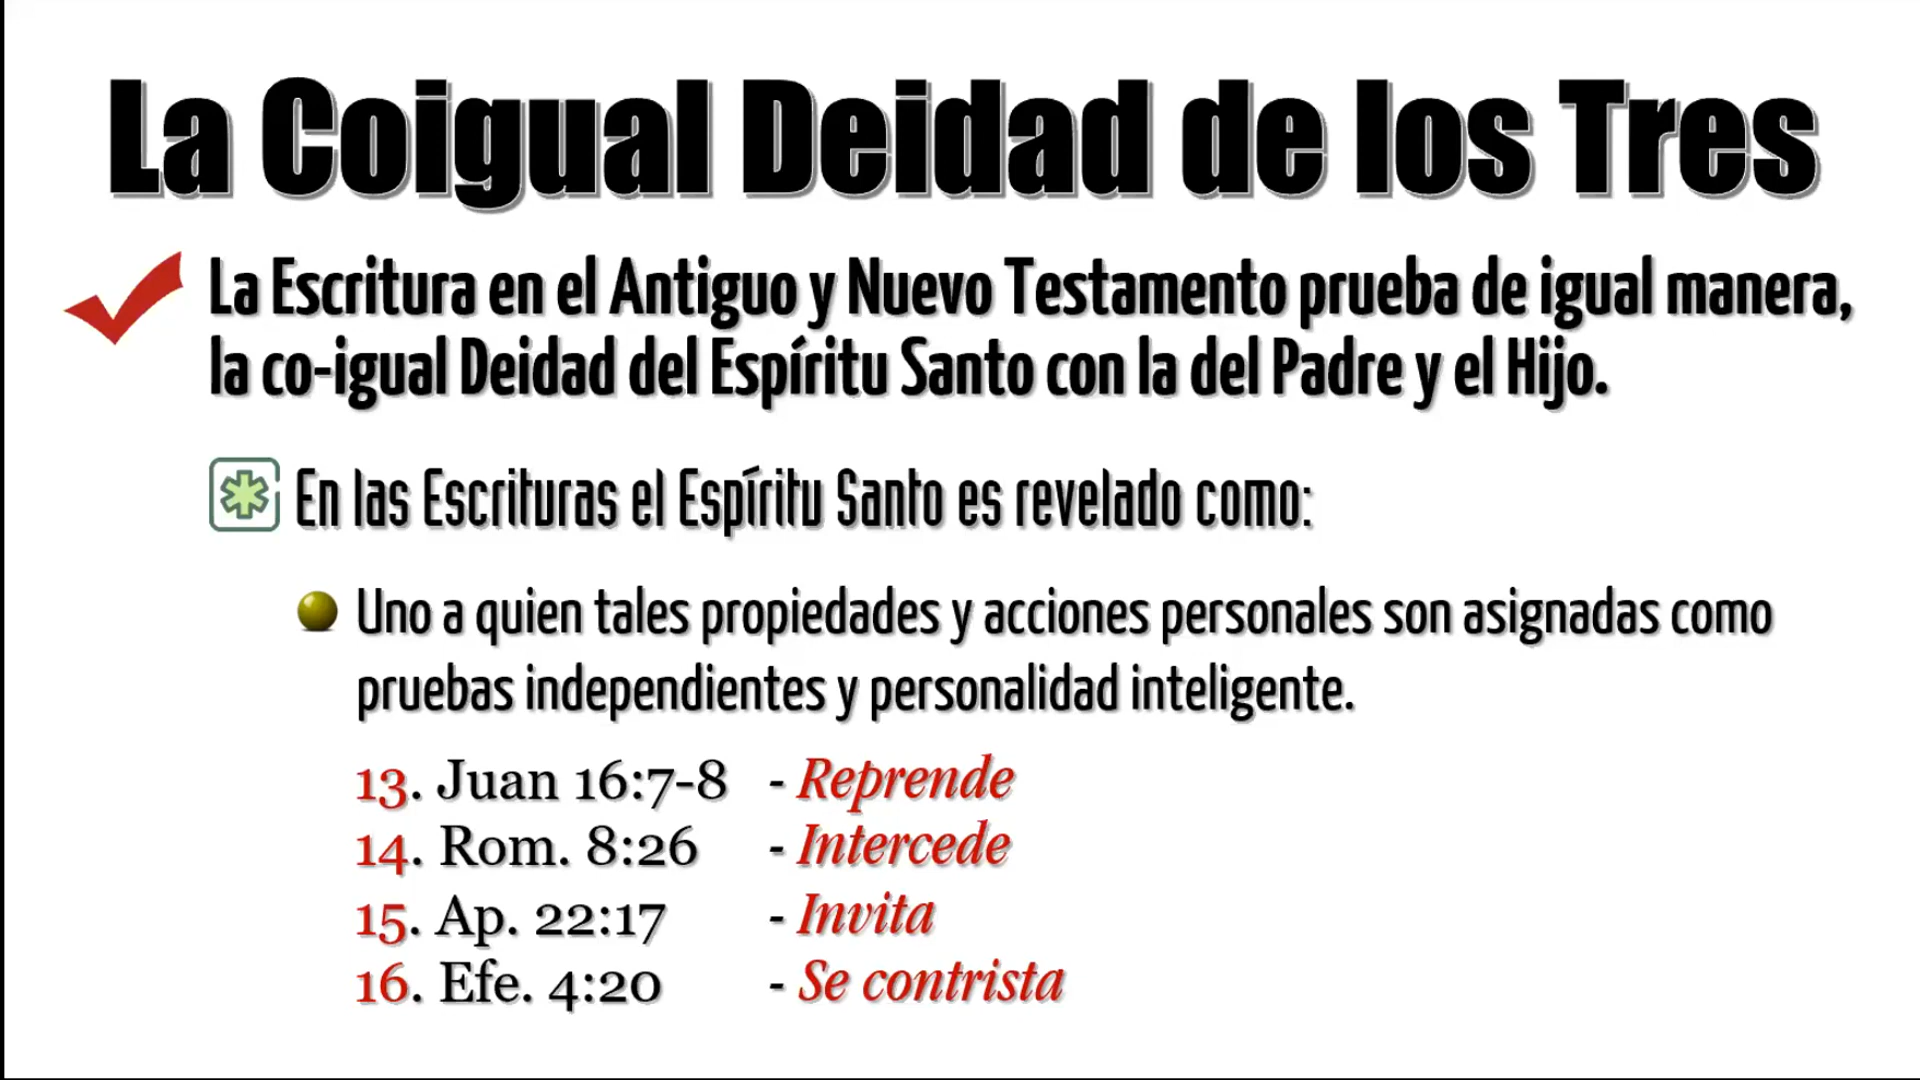 La Coigual Deidad de los Tres
La Escritura en el Antiguo y Nuevo Testamento prueba de igual manera,
la co-igual Deidad del Espíritu Santo con la del Padre y el Hijo.
En las Escrituras el Espíritu Santo es revelado como:
Uno a quien tales propiedades y acciones personales son asignadas como
pruebas independientes y personalidad inteligente.
13. Juan 16:7-8 - Reprende
14. Rom. 8:26 - Intercede
15. Ap. 22:17 - Invita
16. Efe. 4:20 - Se contrista